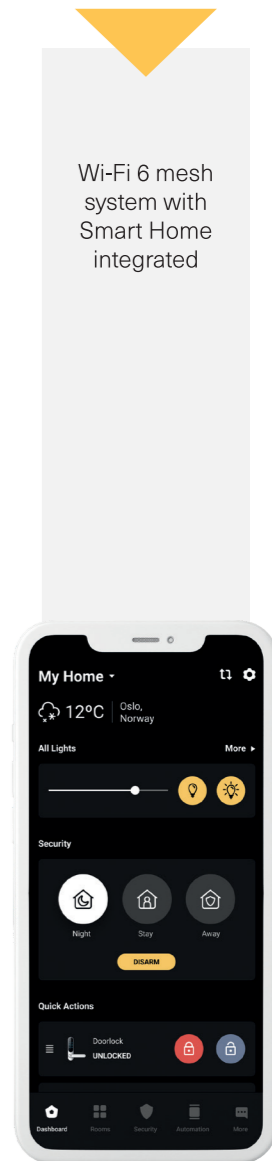 Wi-Fi 6 mesh
system with
Smart Home
integrated
My Home
12°C
Oslo,
Norway
All Lights
More
Security
Night
Stay
Away
DISARM
Quick Actions
Doorlock
UNLOCKED
Dashboard
Rooms
Security
Automation
More